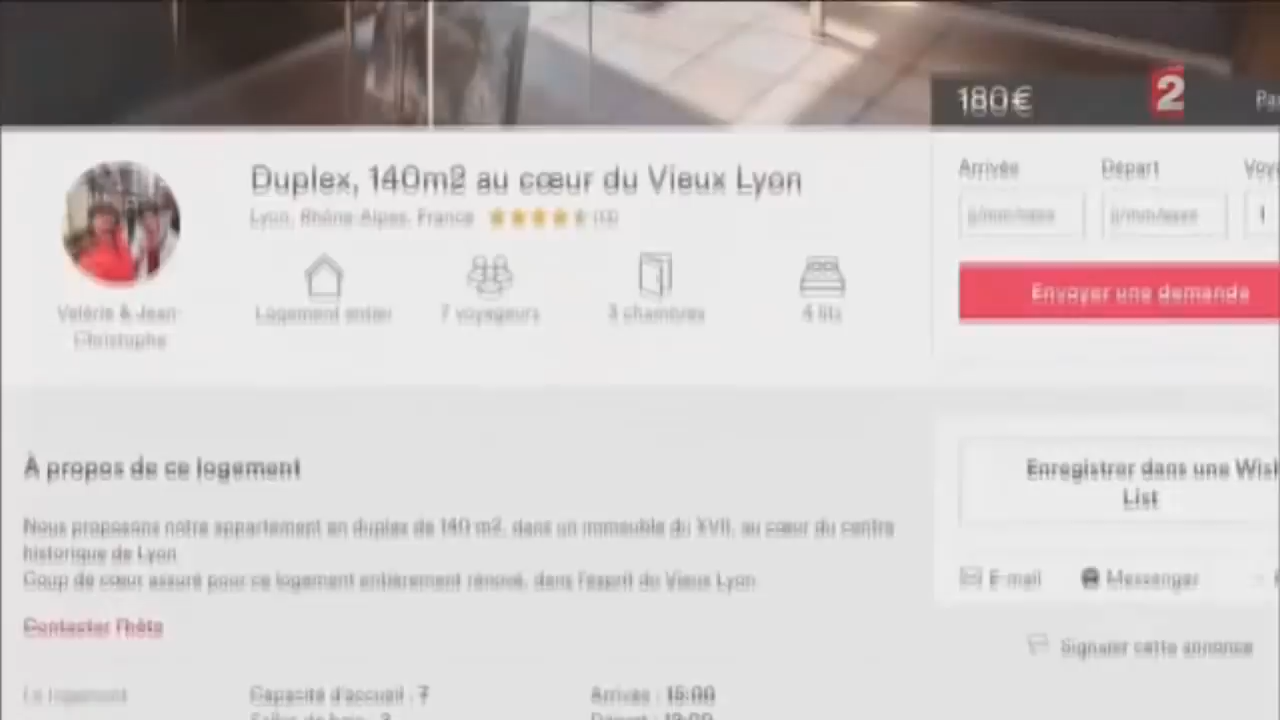 180€
2
Duplex, 140m2 au cœur du Vieux Lyon
Lyon, Rhône-Alpes, France
Valérie & Jean-
Christophe
Logement entier
7 voyageurs
3 chambres
4 lits
Arrivée
Départ
1
Envoyer une demande
À propos de ce logement
Nous proposons notre appartement en duplex de 140 m2, dans un immeuble du XVII, au cœur du centre
historique de Lyon
Coup de cœur assuré pour ce logement entièrement rénové, dans l'esprit du Vieux Lyon
Contacter l'hôte
Enregistrer dans une Wish
List
E-mail
Messenger
Signaler cette annonce
Le logement
Capacité d'accueil : 7
Arrivée : 15:00